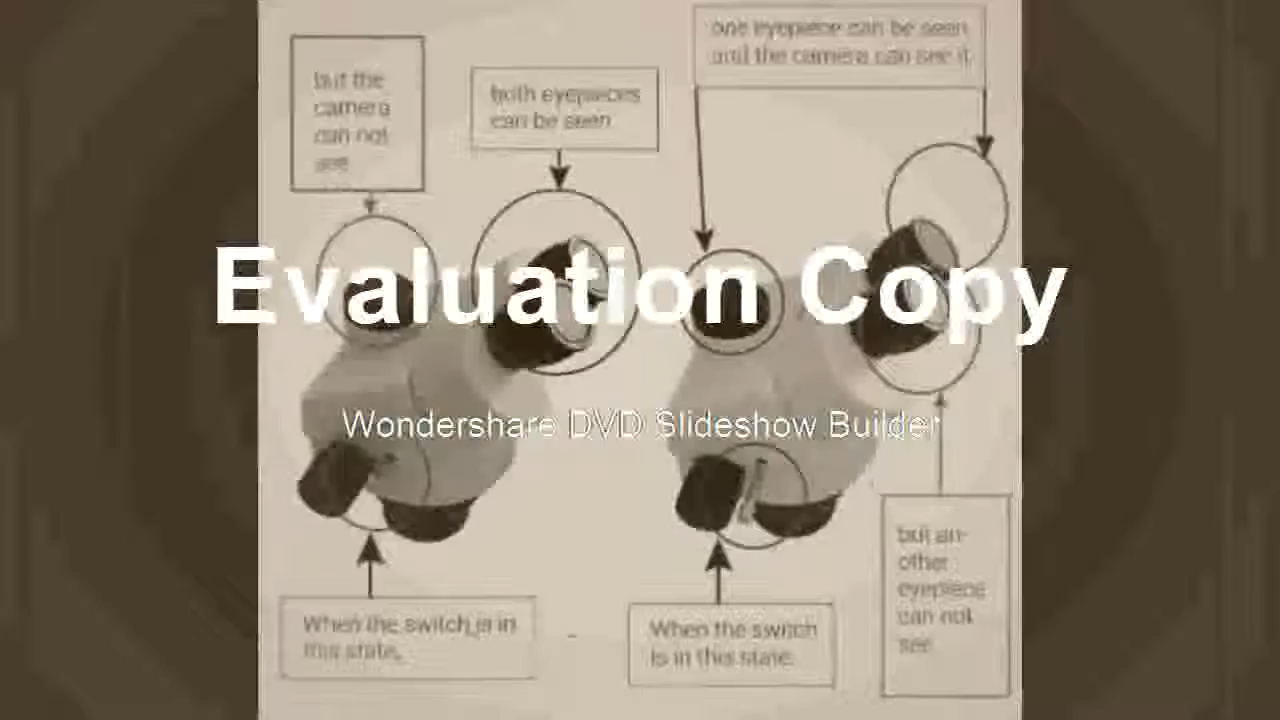 one eyepiece can be seen
and the camera can see it
but the
camera
can not
see
both eyepieces
can be seen
Evaluation Copy
Wondershare DVD Slideshow Builder
but an-
other
eyepiece
can not
see
When the switch is in
this state,
When the switch
is in this state